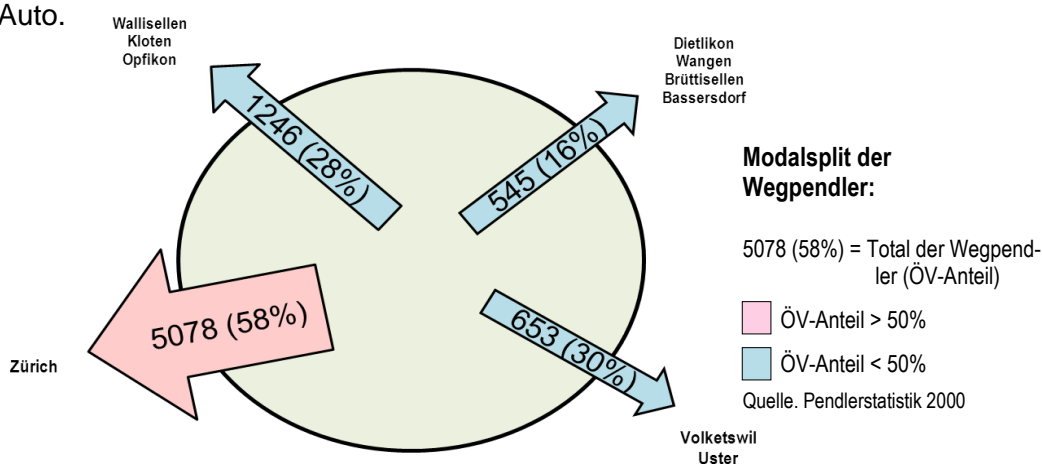 Auto.
Wallisellen
Kloten
Opfikon
Dietlikon
Wangen
Brüttisellen
Bassersdorf
1246 (28%)
545 (16%)
Modalsplit der
Wegpendler:
5078 (58%) = Total der Wegpend-
ler (ÖV-Anteil)
5078 (58%)
653 (30%)
ÖV-Anteil > 50%
ÖV-Anteil < 50%
Zürich
Quelle. Pendlerstatistik 2000
Volketswil
Uster